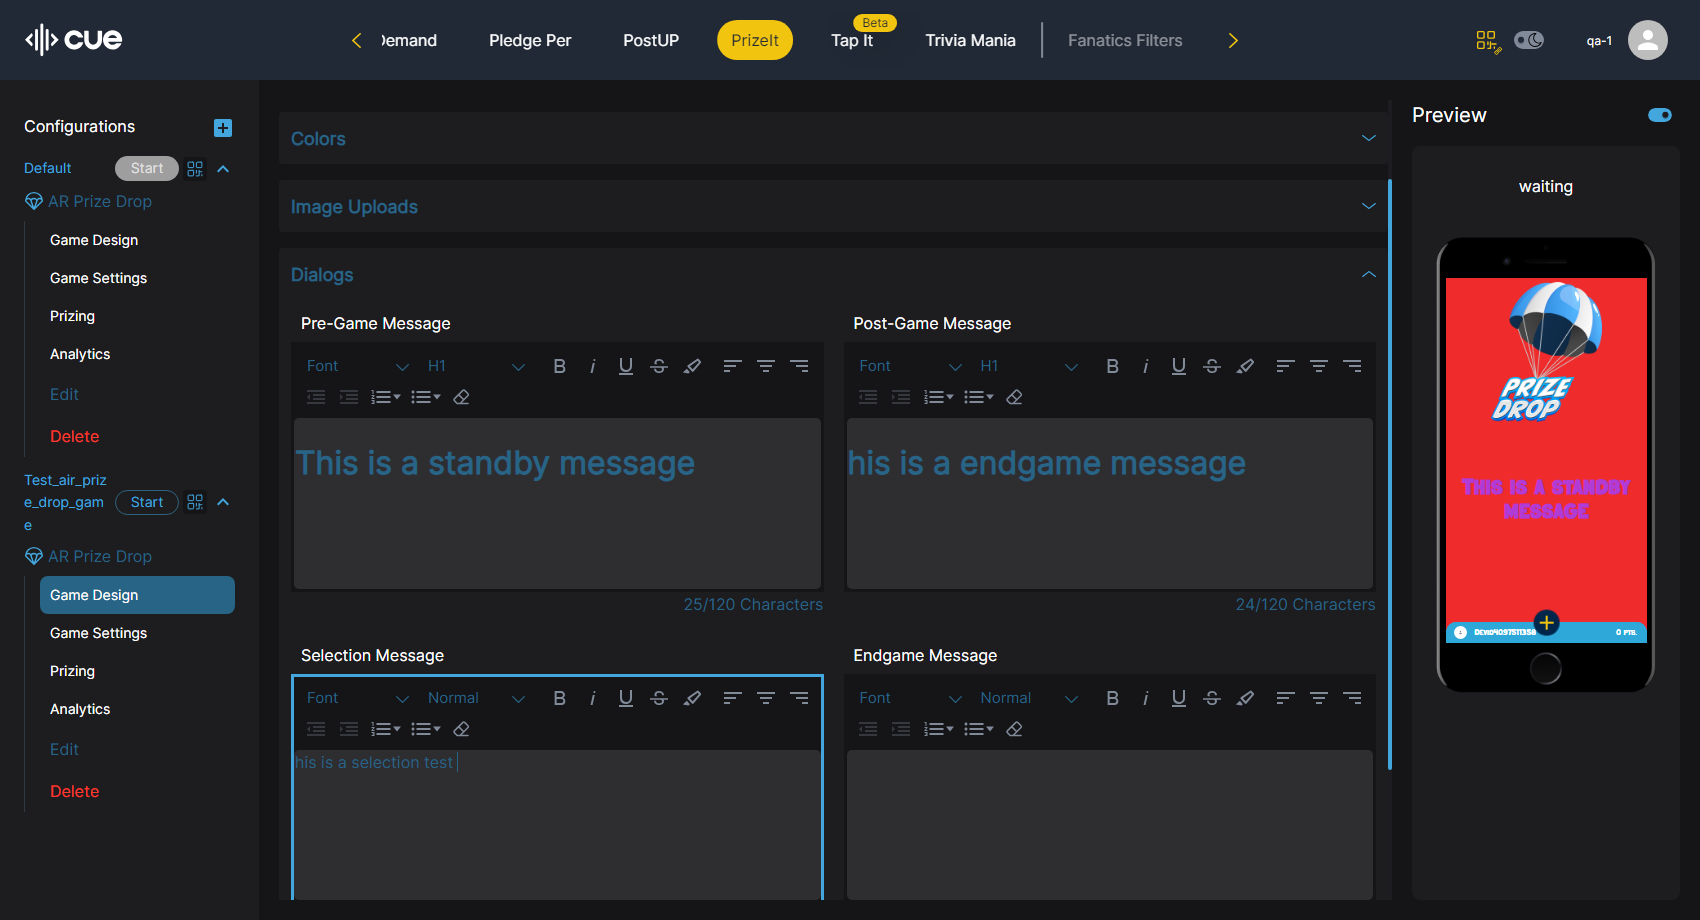 cue
Demand
Pledge Per
PostUP
PrizeIt
Beta
Tap It
Trivia Mania
Fanatics Filters
qa-1
Configurations
Default
Start
AR Prize Drop
Game Design
Game Settings
Prizing
Analytics
Edit
Delete
Test_air_priz
e_drop_gam
e
Start
AR Prize Drop
Game Design
Game Settings
Prizing
Analytics
Edit
Delete
Colors
Image Uploads
Dialogs
Pre-Game Message
Font
H1
This is a standby message
25/120 Characters
Post-Game Message
Font
H1
his is a endgame message
24/120 Characters
Selection Message
Font
Normal
his is a selection test
Endgame Message
Font
Normal
Preview
waiting
PRIZE
DROP
This is a standby
message
0 pts.